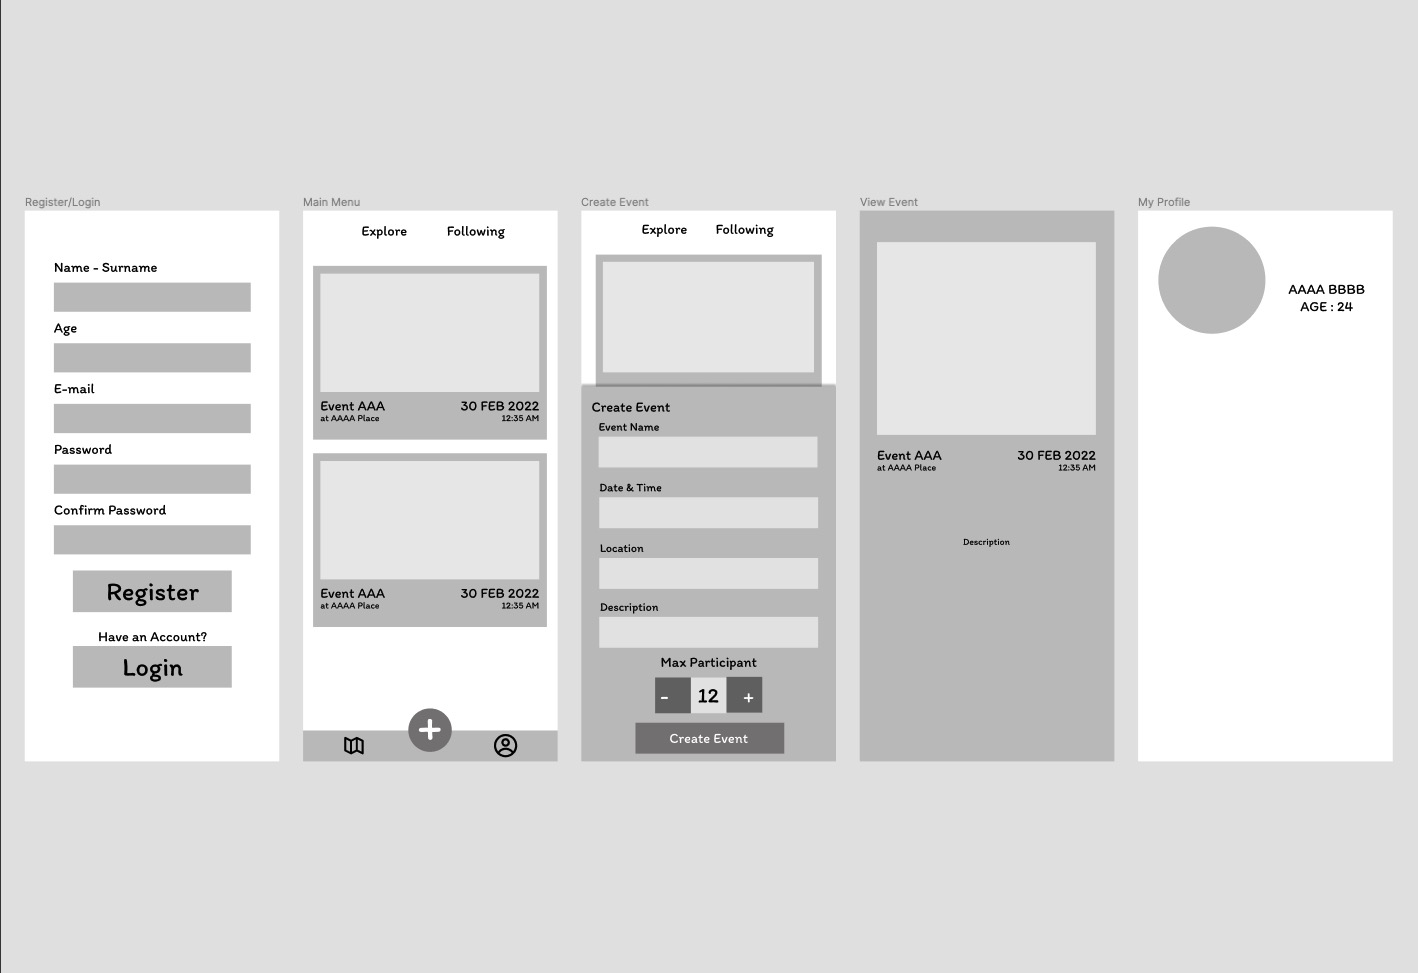 Register/Login
Name - Surname
Age
E-mail
Password
Confirm Password
Register
Have an Account?
Login
Main Menu
Explore Following
Event AAA 30 FEB 2022
at AAAA Place 12:35 AM
Event AAA 30 FEB 2022
at AAAA Place 12:35 AM
+
Create Event
Explore Following
Create Event
Event Name
Date & Time
Location
Description
Max Participant
- 12 +
Create Event
View Event
Event AAA 30 FEB 2022
at AAAA Place 12:35 AM
Description
My Profile
AAAA BBBB
AGE : 24